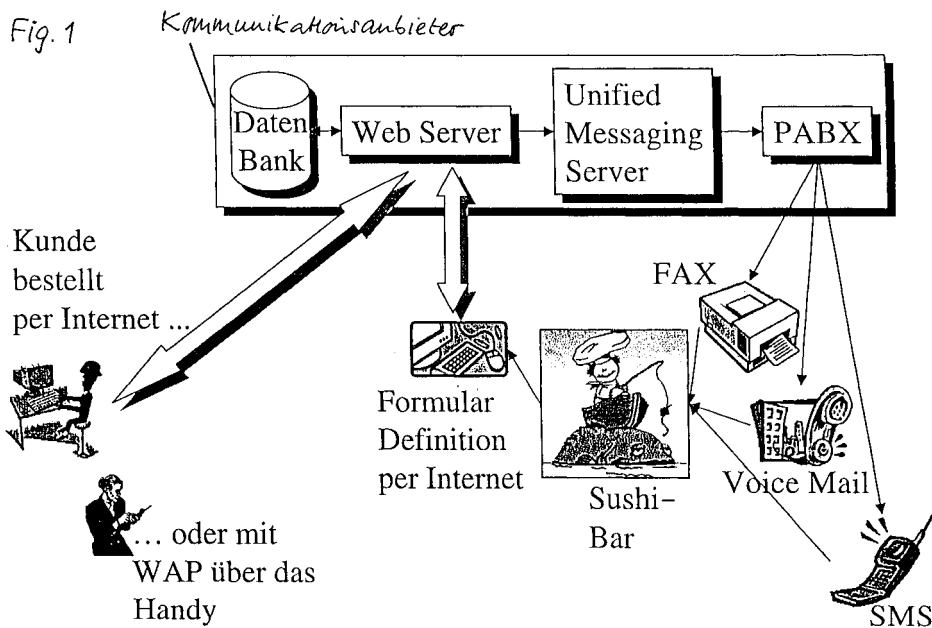 Fig. 1
Kommunikationsanbieter
Daten
Bank
Web Server
Unified
Messaging
Server
PABX
Kunde
bestellt
per Internet ...
FAX
Formular
Definition
per Internet
Sushi-
Bar
Voice Mail
... oder mit
WAP über das
Handy
SMS